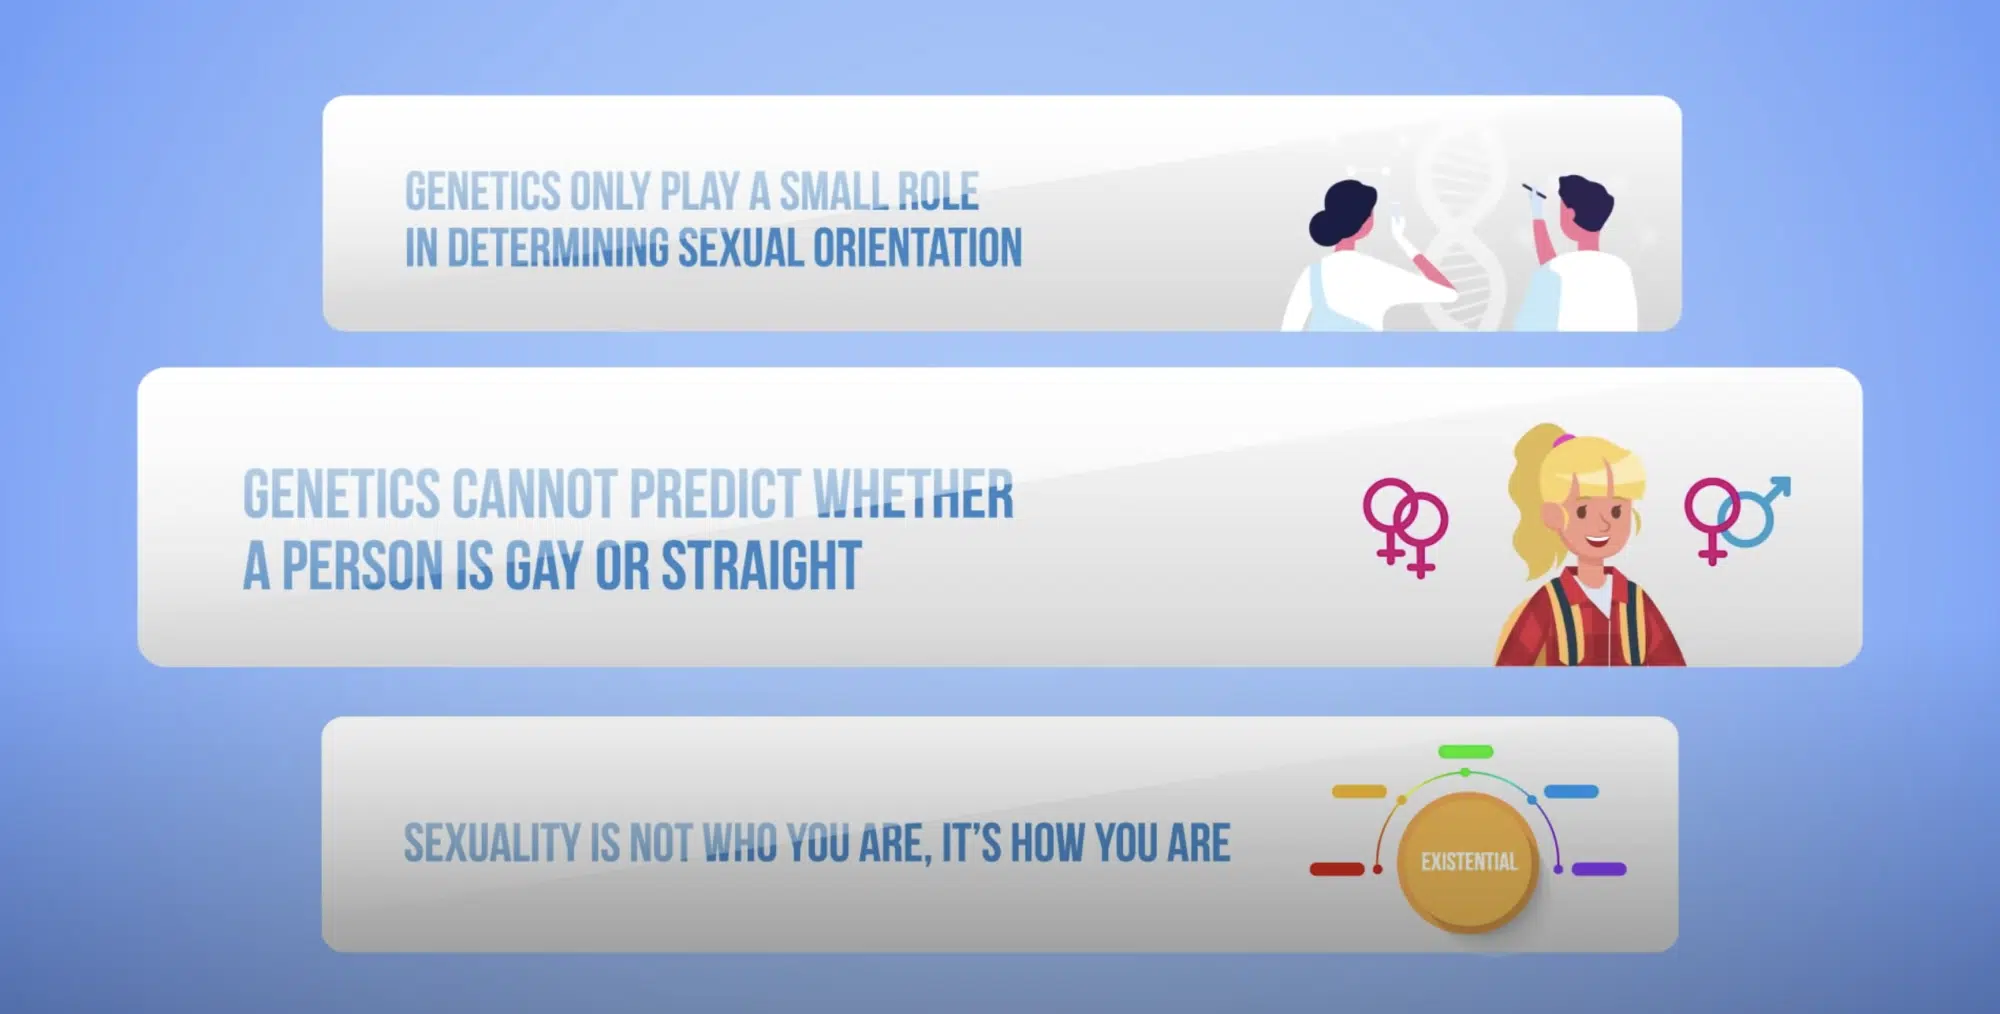 GENETICS ONLY PLAY A SMALL ROLE
IN DETERMINING SEXUAL ORIENTATION
GENETICS CANNOT PREDICT WHETHER
A PERSON IS GAY OR STRAIGHT
SEXUALITY IS NOT WHO YOU ARE, IT'S HOW YOU ARE
EXISTENTIAL